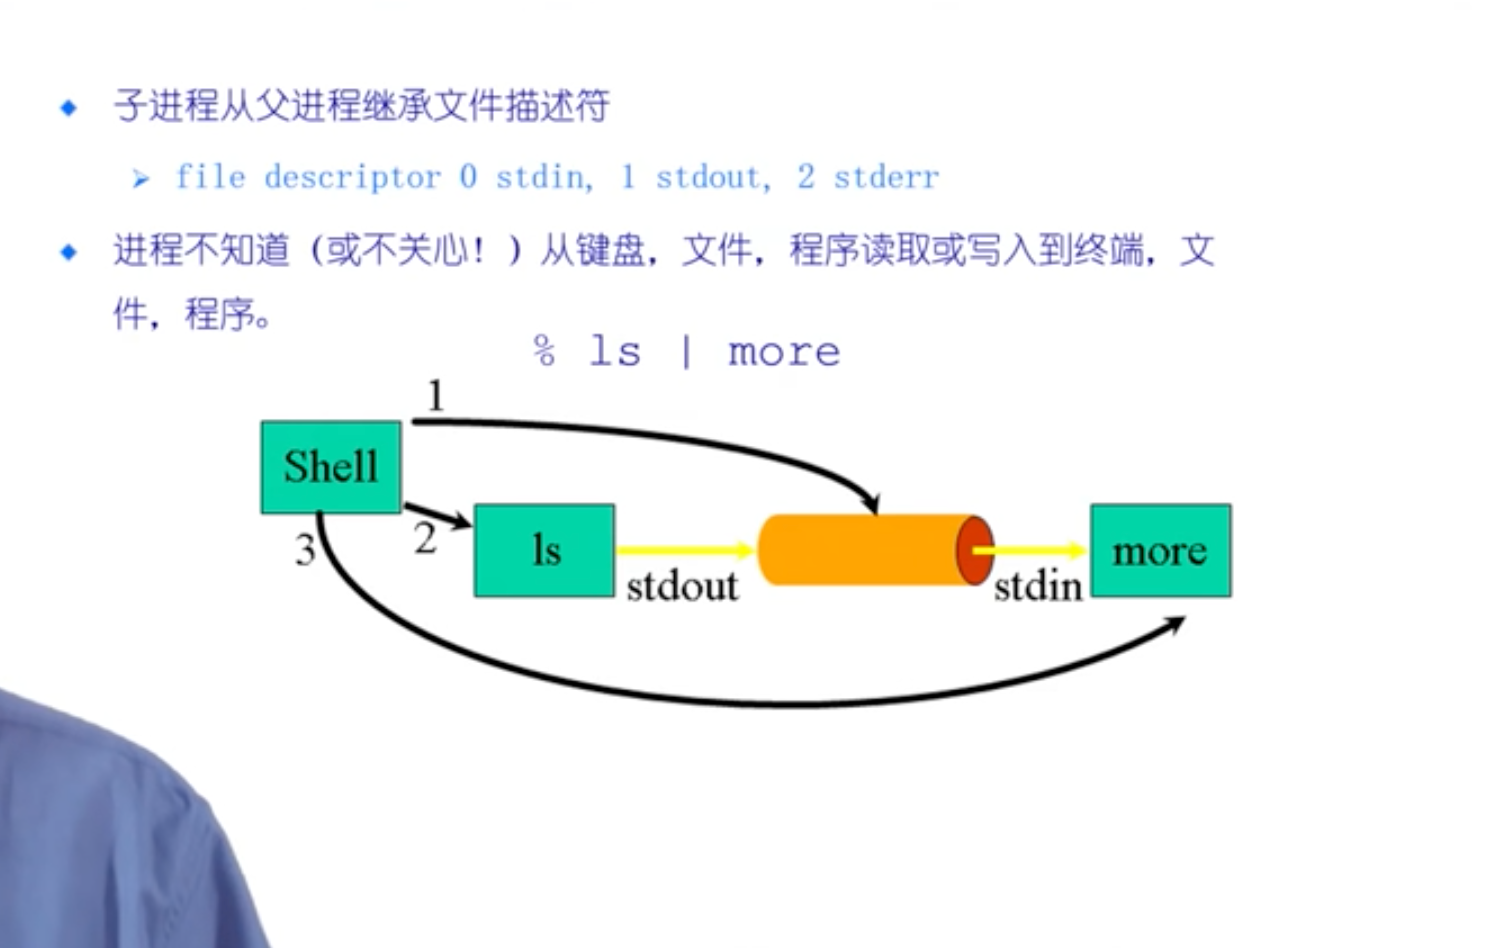 子进程从父进程继承文件描述符
file descriptor 0 stdin, 1 stdout, 2 stderr
进程不知道（或不关心！）从键盘，文件，程序读取或写入到终端，文
件，程序。
% ls | more
1
Shell
2
3
ls
stdout
stdin
more